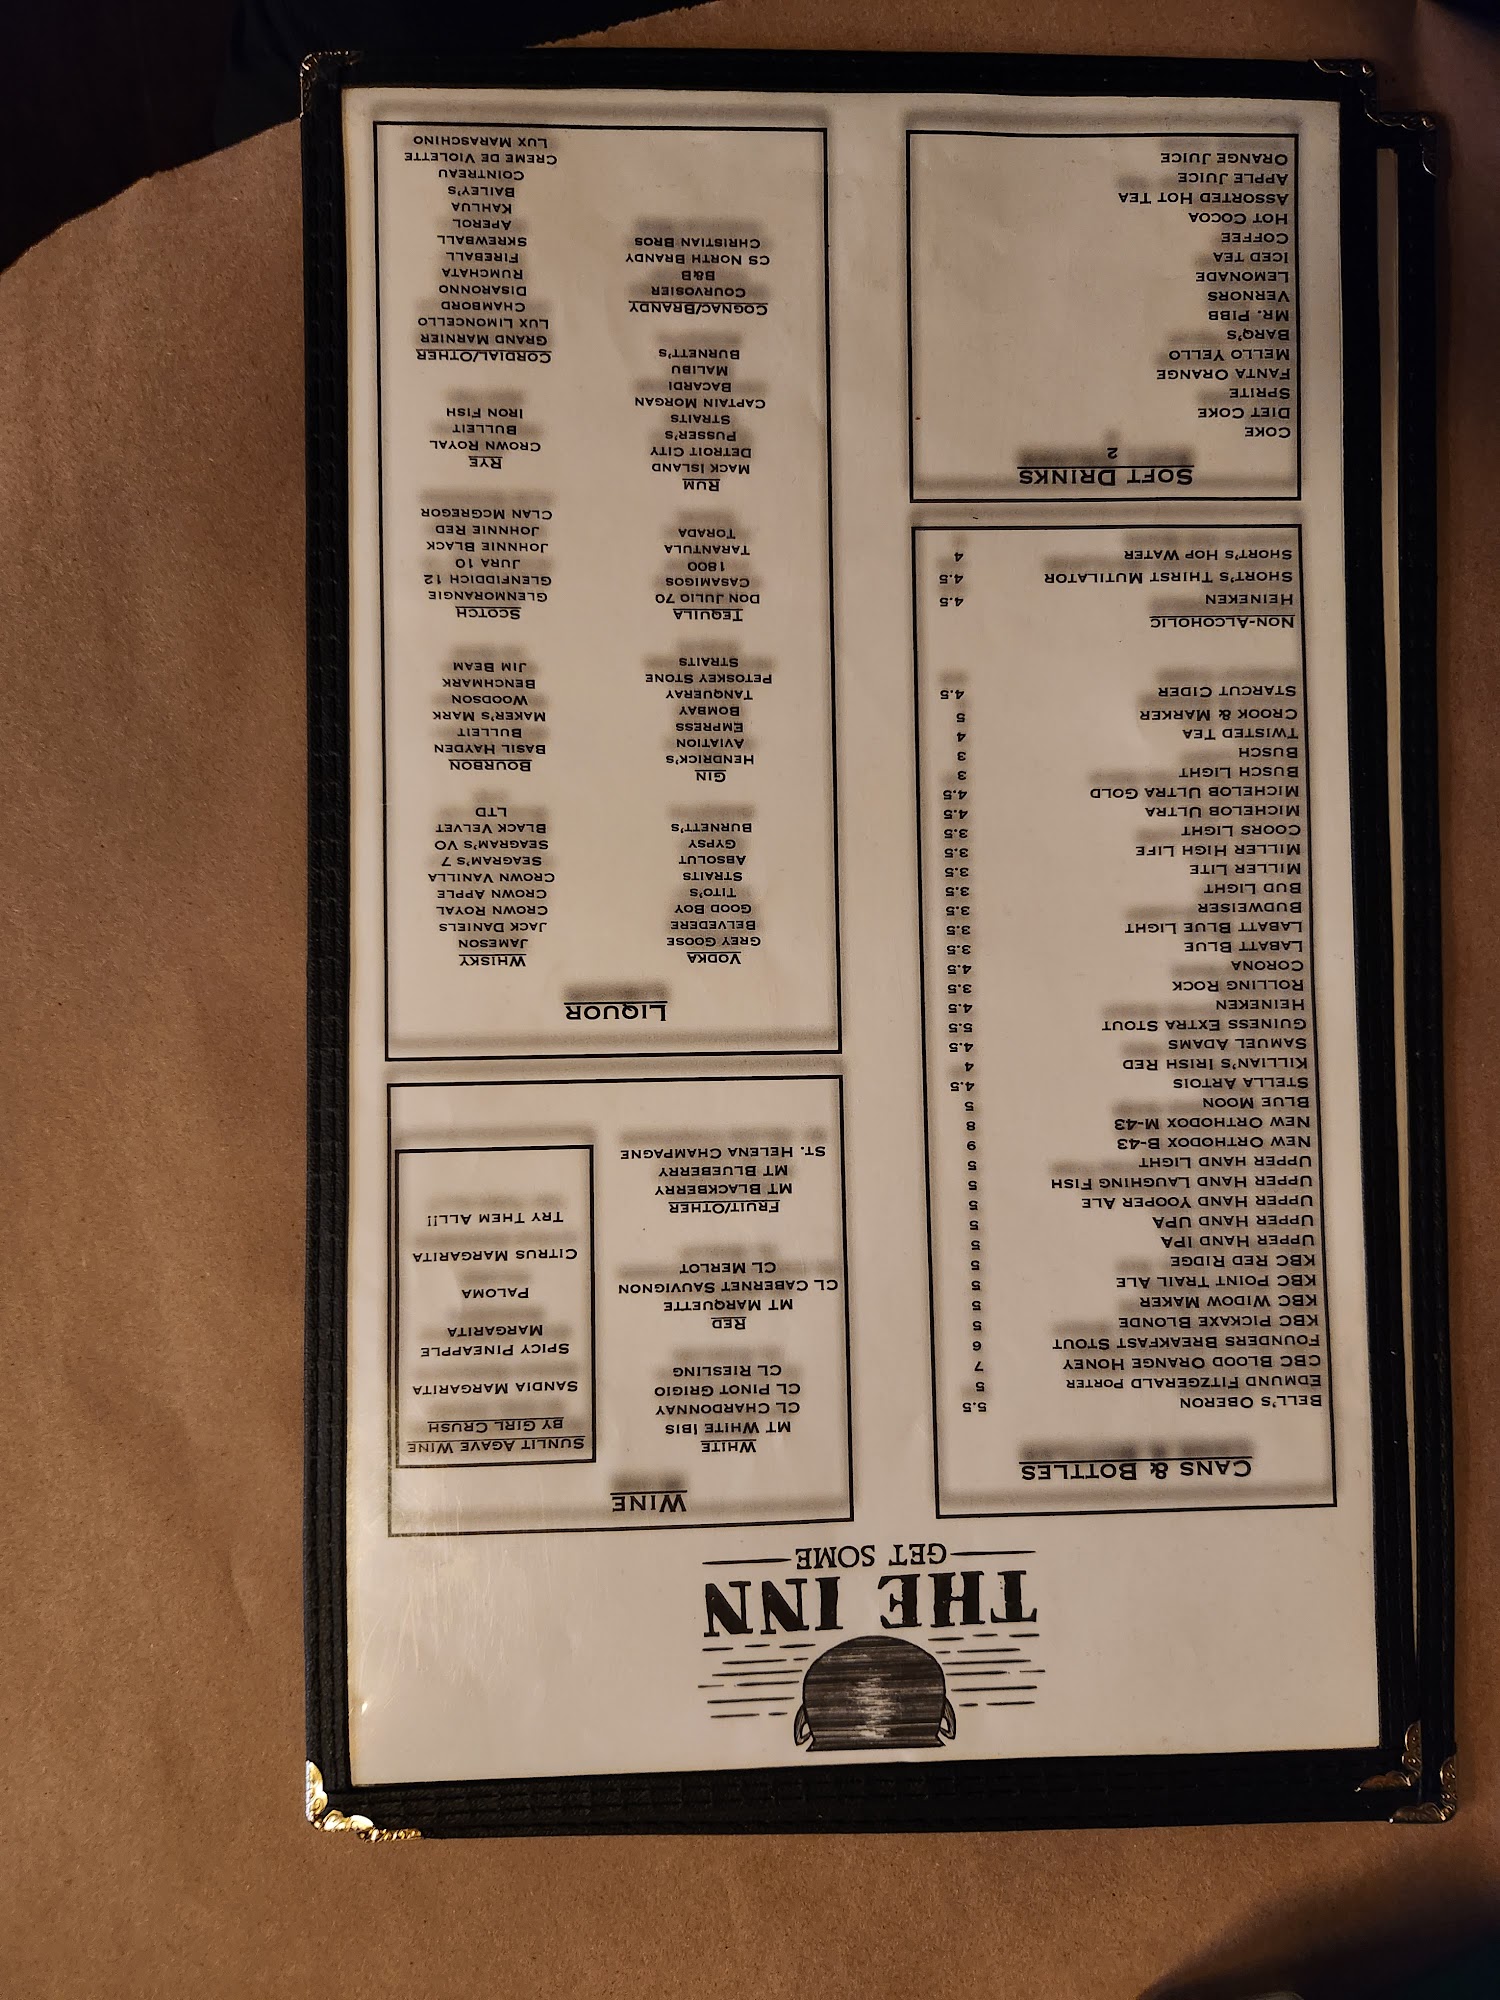 THE INN
GET SOME
CANS & BOTTLES
BELL'S OBERON 5.5
EDMUND FITZGERALD PORTER 5
CBC BLOOD ORANGE HONEY 7
FOUNDERS BREAKFAST STOUT 6
KBC PICKAXE BLONDE 5
KBC WIDOW MAKER 5
KBC POINT TRAIL ALE 5
KBC RED RIDGE 5
UPPER HAND IPA 5
UPPER HAND UPA 5
UPPER HAND YOOPER ALE 5
UPPER HAND LAUGHING FISH 5
UPPER HAND LIGHT 5
NEW ORTHODOX B-43 9
NEW ORTHODOX M-43 8
BLUE MOON 5
STELLA ARTOIS 4.5
KILLIAN'S IRISH RED 4
SAMUEL ADAMS 4.5
GUINESS EXTRA STOUT 5.5
HEINEKEN 4.5
ROLLING ROCK 3.5
CORONA 4.5
LABATT BLUE 3.5
LABATT BLUE LIGHT 3.5
BUDWEISER 3.5
BUD LIGHT 3.5
MILLER LITE 3.5
MILLER HIGH LIFE 3.5
COORS LIGHT 3.5
MICHELOB ULTRA 4.5
MICHELOB ULTRA GOLD 4.5
BUSCH LIGHT 3
BUSCH 3
TWISTED TEA 4
CROOK & MARKER 5
STARCUT CIDER 4.5
NON-ALCOHOLIC
HEINEKEN 4.5
SHORT'S THIRST MUTILATOR 4.5
SHORT'S HOP WATER 4
SOFT DRINKS
2
COKE
DIET COKE
SPRITE
FANTA ORANGE
MELLO YELLO
BARQ'S
MR. PIBB
VERNORS
LEMONADE
ICED TEA
COFFEE
HOT COCOA
ASSORTED HOT TEA
APPLE JUICE
ORANGE JUICE
WINE
WHITE
MT WHITE IBIS
CL CHARDONNAY
CL PINOT GRIGIO
CL RIESLING
RED
MT MARQUETTE
CL CABERNET SAUVIGNON
CL MERLOT
FRUIT/OTHER
MT BLACKBERRY
MT BLUEBERRY
ST. HELENA CHAMPAGNE
SUNLIT AGAVE WINE
BY GIRL CRUSH
SANDIA MARGARITA
SPICY PINEAPPLE
MARGARITA
PALOMA
CITRUS MARGARITA
TRY THEM ALL!!
LIQUOR
VODKA
GREY GOOSE
BELVEDERE
GOOD BOY
TITO'S
STRAITS
ABSOLUT
GYPSY
BURNETT'S
GIN
HENDRICK'S
AVIATION
EMPRESS
BOMBAY
TANQUERAY
PETOSKEY STONE
STRAITS
TEQUILA
DON JULIO 70
CASAMIGOS
1800
TARANTULA
TORADA
RUM
MACK ISLAND
DETROIT CITY
PUSSER'S
STRAITS
CAPTAIN MORGAN
BACARDI
MALIBU
BURNETT'S
COGNAC/BRANDY
COURVOSIER
B&B
CS NORTH BRANDY
CHRISTIAN BROS
WHISKY
JAMESON
JACK DANIELS
CROWN ROYAL
CROWN APPLE
CROWN VANILLA
SEAGRAM'S 7
SEAGRAM'S VO
BLACK VELVET
LTD
BOURBON
BASIL HAYDEN
BULLEIT
MAKER'S MARK
WOODSON
BENCHMARK
JIM BEAM
SCOTCH
GLENMORANGIE
GLENFIDDICH 12
JURA 10
JOHNNIE BLACK
JOHNNIE RED
CLAN MCGREGOR
RYE
CROWN ROYAL
BULLEIT
IRON FISH
CORDIAL/OTHER
GRAND MARNIER
LUX LIMONCELLO
CHAMBORD
DISARONNO
RUMCHATA
FIREBALL
SKREWBALL
APEROL
KAHLUA
BAILEY'S
COINTREAU
CREME DE VIOLETTE
LUX MARASCHINO